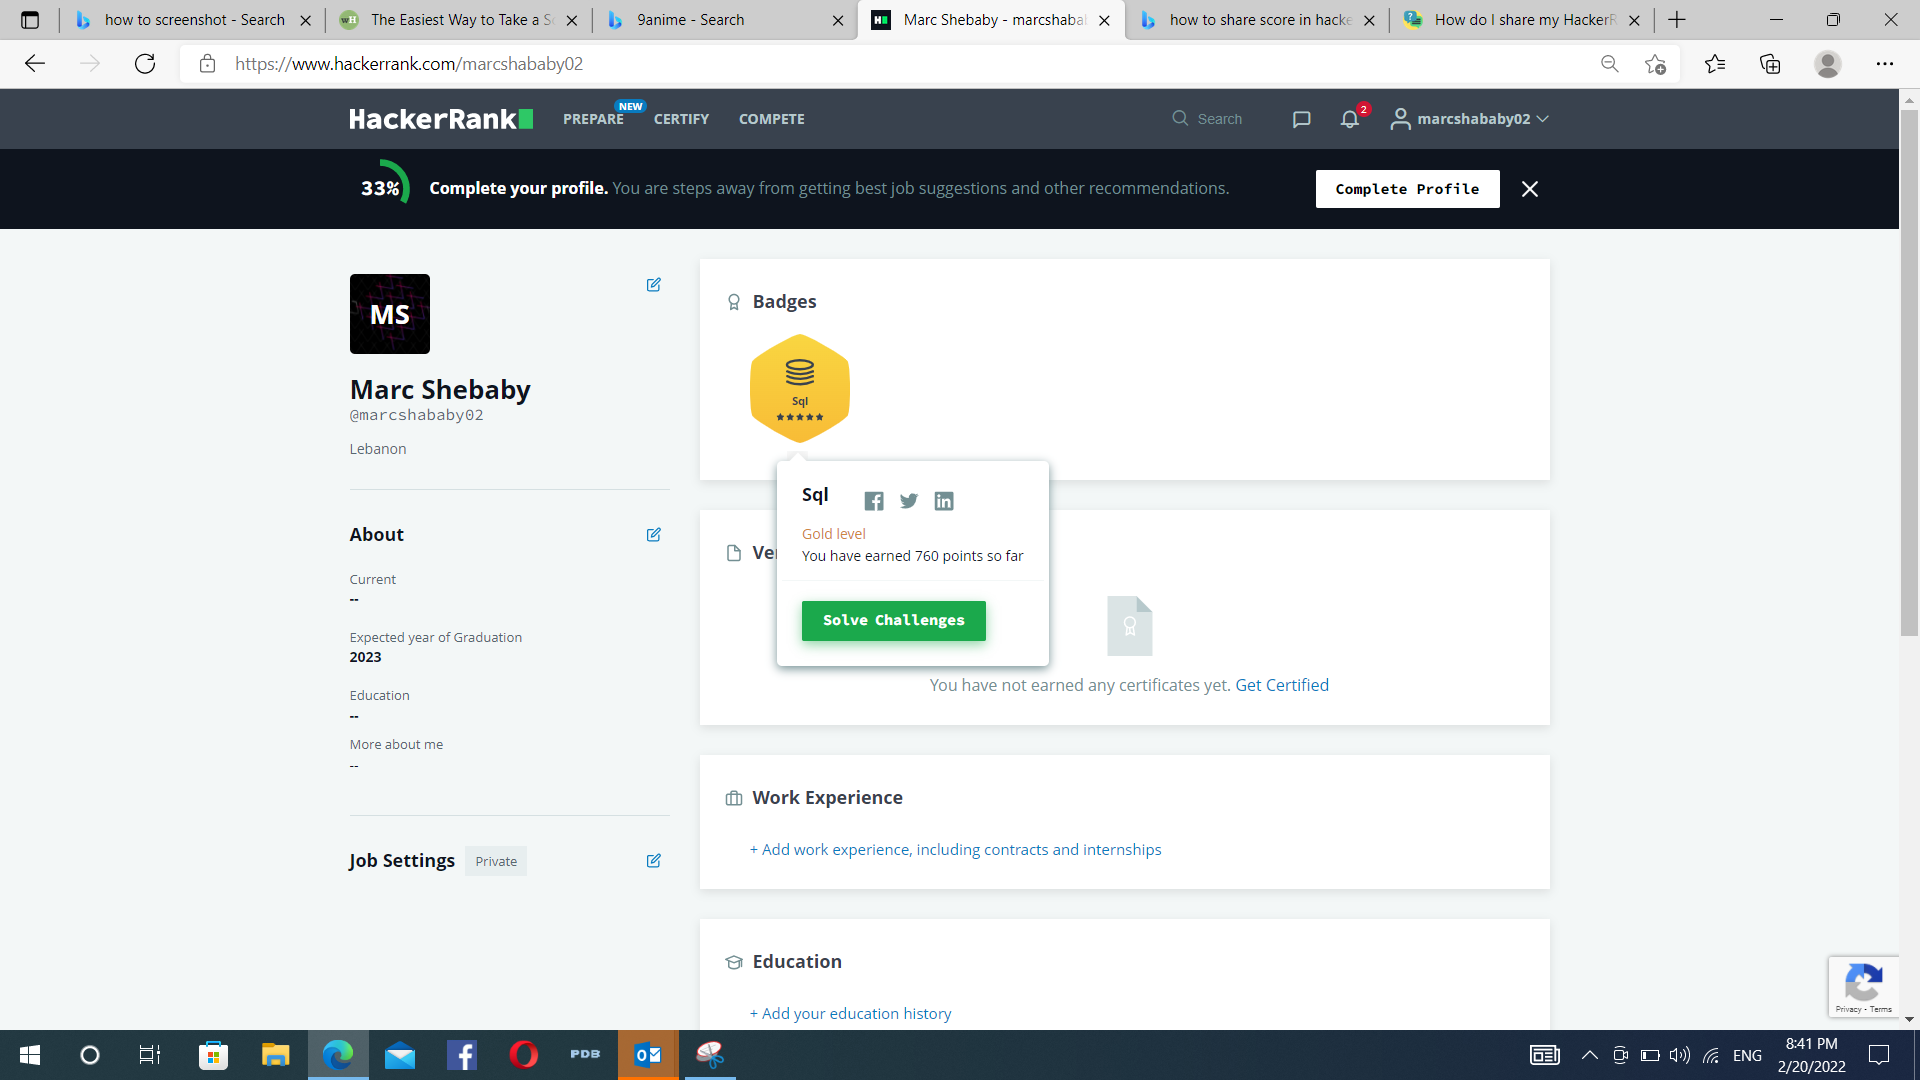 how to screenshot - Search
The Easiest Way to Take a Sc
9anime - Search
Marc Shebaby - marcshabab
how to share score in hacke
How do I share my HackerR
https://www.hackerrank.com/marcshababy02
HackerRank
PREPARE
NEW
CERTIFY
COMPETE
Search
2
marcshababy02
33%
Complete your profile. You are steps away from getting best job suggestions and other recommendations.
Complete Profile
MS
Marc Shebaby
@marcshababy02
Lebanon
About
Current
--
Expected year of Graduation
2023
Education
--
More about me
--
Job Settings
Private
Badges
Sql
Sql
Gold level
You have earned 760 points so far
Solve Challenges
Ve
You have not earned any certificates yet. Get Certified
Work Experience
+ Add work experience, including contracts and internships
Education
+ Add your education history
Privacy - Terms
PDB
ENG
8:41 PM
2/20/2022